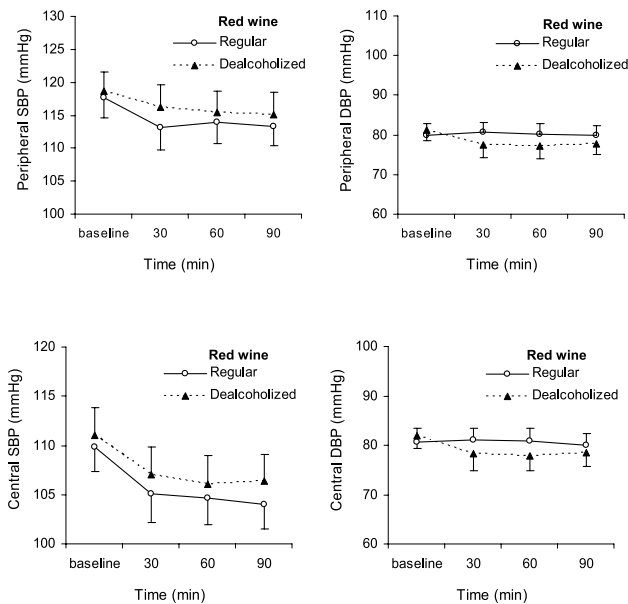 Peripheral SBP (mmHg)
130
125
120
115
110
105
100
Red wine
Regular
Dealcoholized
baseline 30 60 90
Time (min)
Peripheral DBP (mmHg)
110
100
90
80
70
60
Red wine
Regular
Dealcoholized
baseline 30 60 90
Time (min)
Central SBP (mmHg)
120
115
110
105
100
Red wine
Regular
Dealcoholized
baseline 30 60 90
Time (min)
Central DBP (mmHg)
100
90
80
70
60
Red wine
Regular
Dealcoholized
baseline 30 60 90
Time (min)